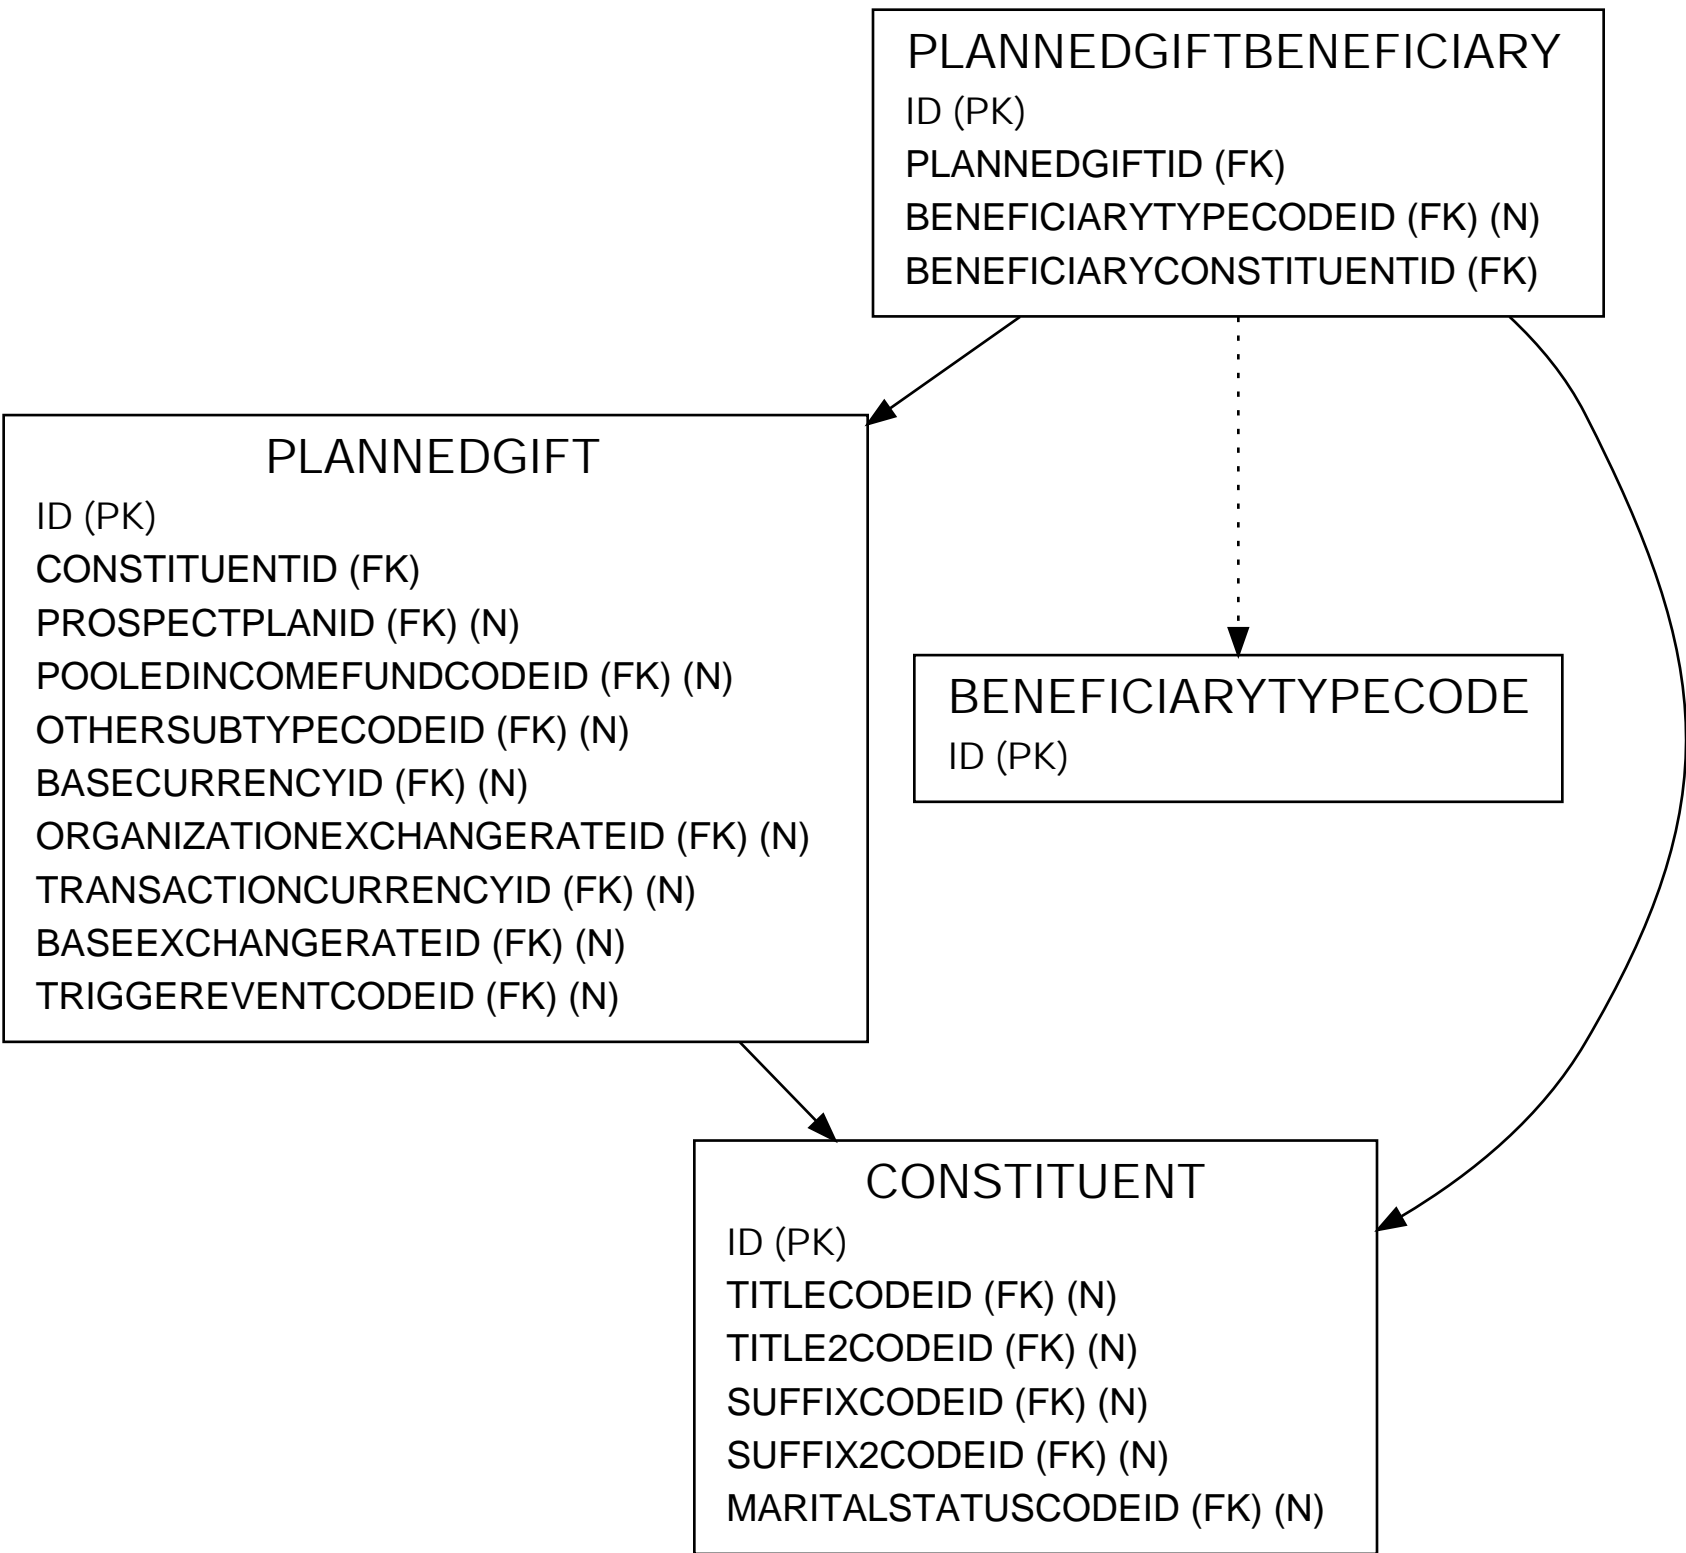 PLANNEDGIFTBENEFICIARY
ID (PK)
PLANNEDGIFTID (FK)
BENEFICIARYTYPECODEID (FK) (N)
BENEFICIARYCONSTITUENTID (FK)
PLANNEDGIFT
ID (PK)
CONSTITUENTID (FK)
PROSPECTPLANID (FK) (N)
POOLEDINCOMEFUNDCODEID (FK) (N)
OTHERSUBTYPECODEID (FK) (N)
BASECURRENCYID (FK) (N)
ORGANIZATIONEXCHANGERATEID (FK) (N)
TRANSACTIONCURRENCYID (FK) (N)
BASEEXCHANGERATEID (FK) (N)
TRIGGEREVENTCODEID (FK) (N)
BENEFICIARYTYPECODE
ID (PK)
CONSTITUENT
ID (PK)
TITLECODEID (FK) (N)
TITLE2CODEID (FK) (N)
SUFFIXCODEID (FK) (N)
SUFFIX2CODEID (FK) (N)
MARITALSTATUSCODEID (FK) (N)